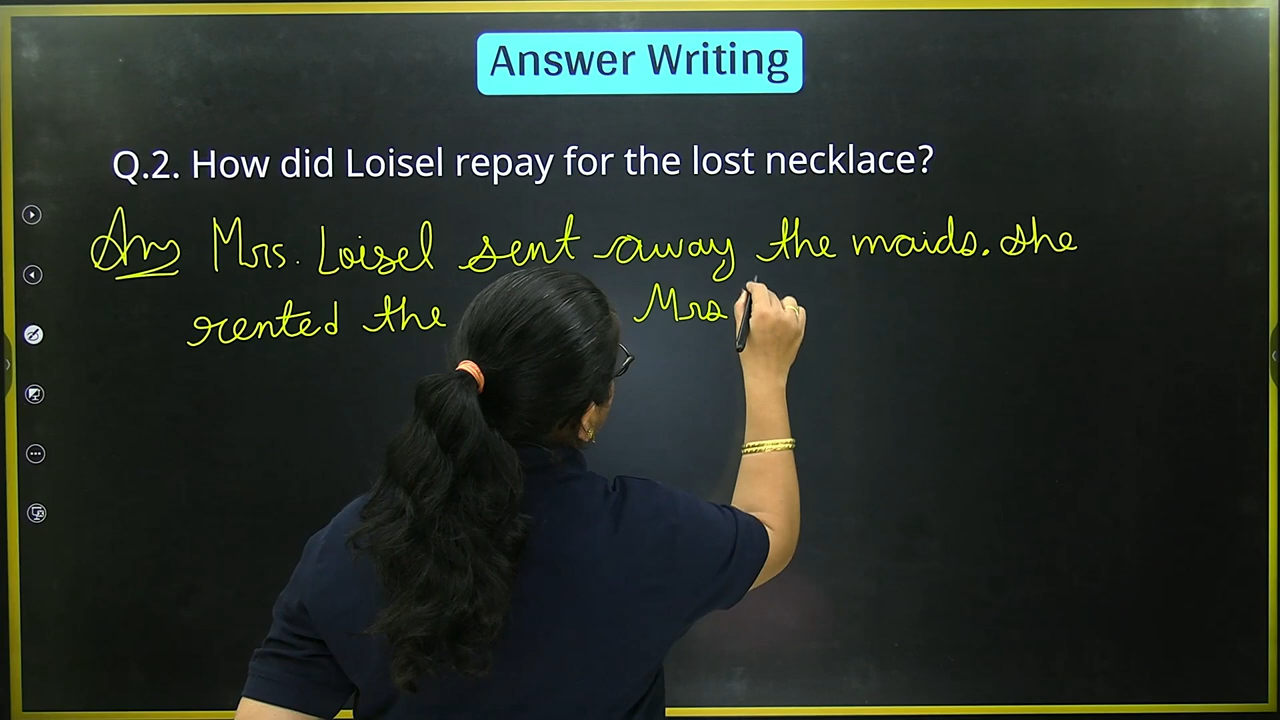 Answer Writing
Q.2. How did Loisel repay for the lost necklace?
Ans Mrs. Loisel sent away the maids. She
rented the Mrs